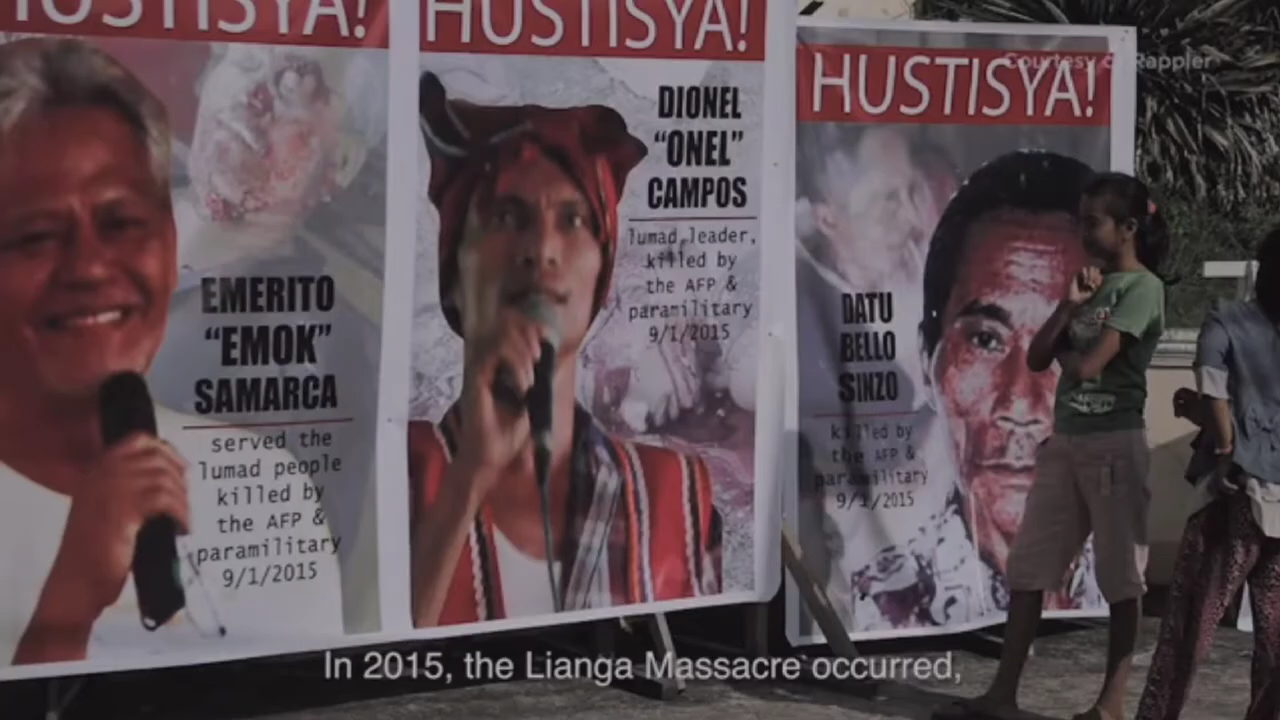 HUSTISYA!
EMERITO
"EMOK"
SAMARCA
served the
lumad people
killed by
the AFP &
paramilitary
9/1/2015
HUSTISYA!
DIONEL
"ONEL"
CAMPOS
lumad leader,
killed by
the AFP &
paramilitary
9/1/2015
Courtesy of Rappler
HUSTISYA!
DATU
BELLO
SINZO
killed by
the AFP &
paramilitary
9/1/2015
In 2015, the Lianga Massacre occurred,